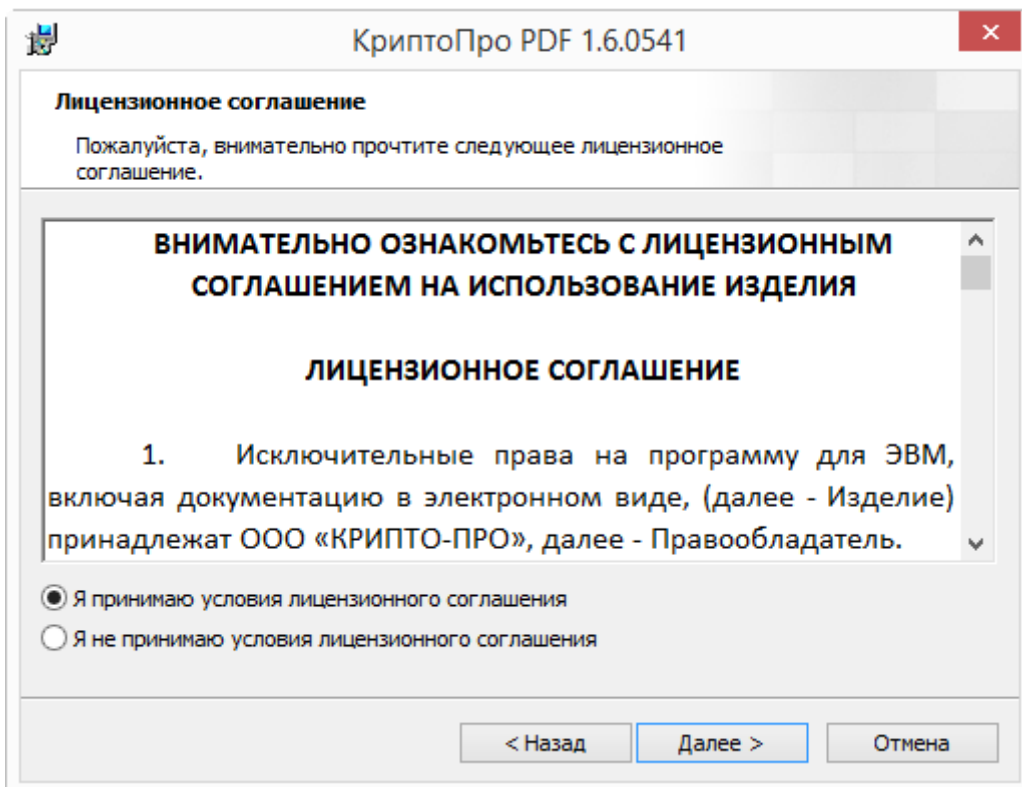 КриптоПро PDF 1.6.0541
Лицензионное соглашение
Пожалуйста, внимательно прочтите следующее лицензионное
соглашение.
ВНИМАТЕЛЬНО ОЗНАКОМЬТЕСЬ С ЛИЦЕНЗИОННЫМ
СОГЛАШЕНИЕМ НА ИСПОЛЬЗОВАНИЕ ИЗДЕЛИЯ
ЛИЦЕНЗИОННОЕ СОГЛАШЕНИЕ
1. Исключительные права на программу для ЭВМ,
включая документацию в электронном виде, (далее - Изделие)
принадлежат ООО «КРИПТО-ПРО», далее - Правообладатель.
Я принимаю условия лицензионного соглашения
Я не принимаю условия лицензионного соглашения
< Назад
Далее >
Отмена